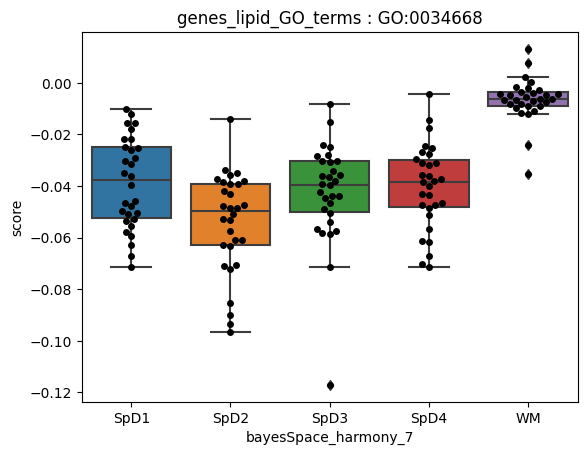 genes_lipid_GO_terms : GO:0034668
0.00
−0.02
−0.04
−0.06
−0.08
−0.10
−0.12
score
SpD1 SpD2 SpD3 SpD4 WM
bayesSpace_harmony_7